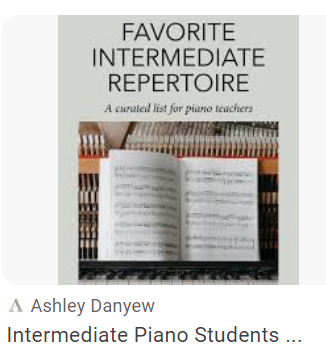 FAVORITE
INTERMEDIATE
REPERTOIRE
A curated list for piano teachers
Ashley Danyew
Intermediate Piano Students ...